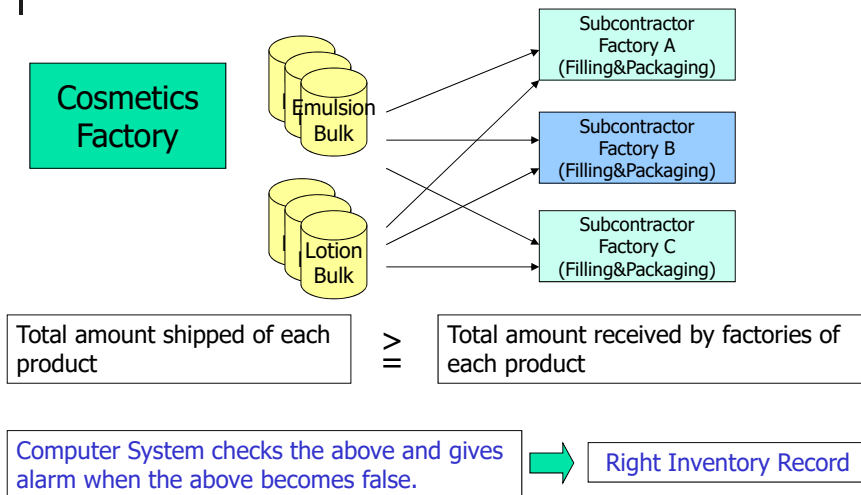 Cosmetics
Factory
Emulsion
Bulk
Lotion
Bulk
Subcontractor
Factory A
(Filling&Packaging)
Subcontractor
Factory B
(Filling&Packaging)
Subcontractor
Factory C
(Filling&Packaging)
Total amount shipped of each
product
>
=
Total amount received by factories of
each product
Computer System checks the above and gives
alarm when the above becomes false.
Right Inventory Record